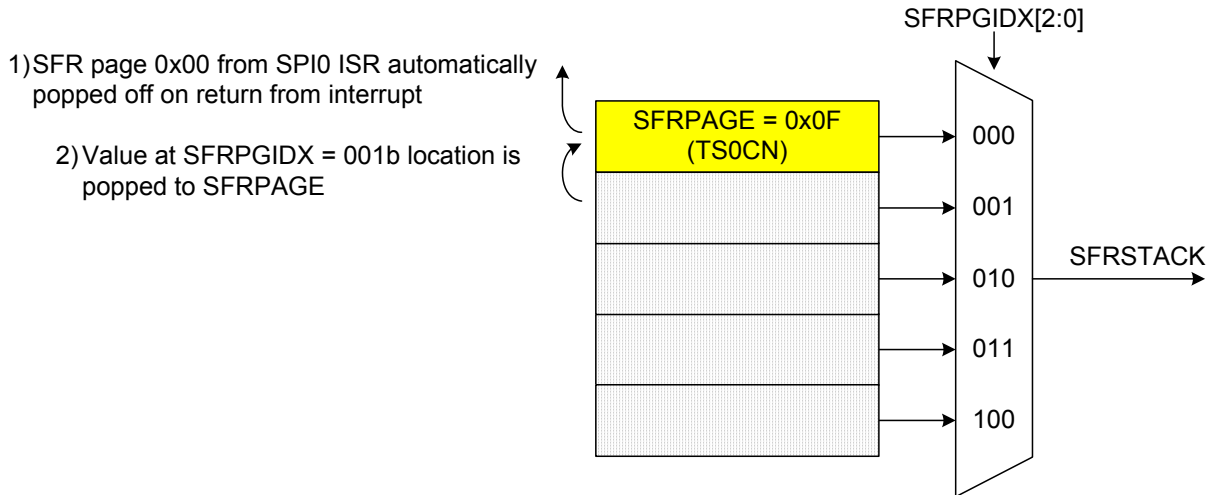 SFRPGIDX[2:0]
1)SFR page 0x00 from SPI0 ISR automatically
popped off on return from interrupt
2)Value at SFRPGIDX = 001b location is
popped to SFRPAGE
SFRPAGE = 0x0F
(TS0CN)
000
001
010
011
100
SFRSTACK